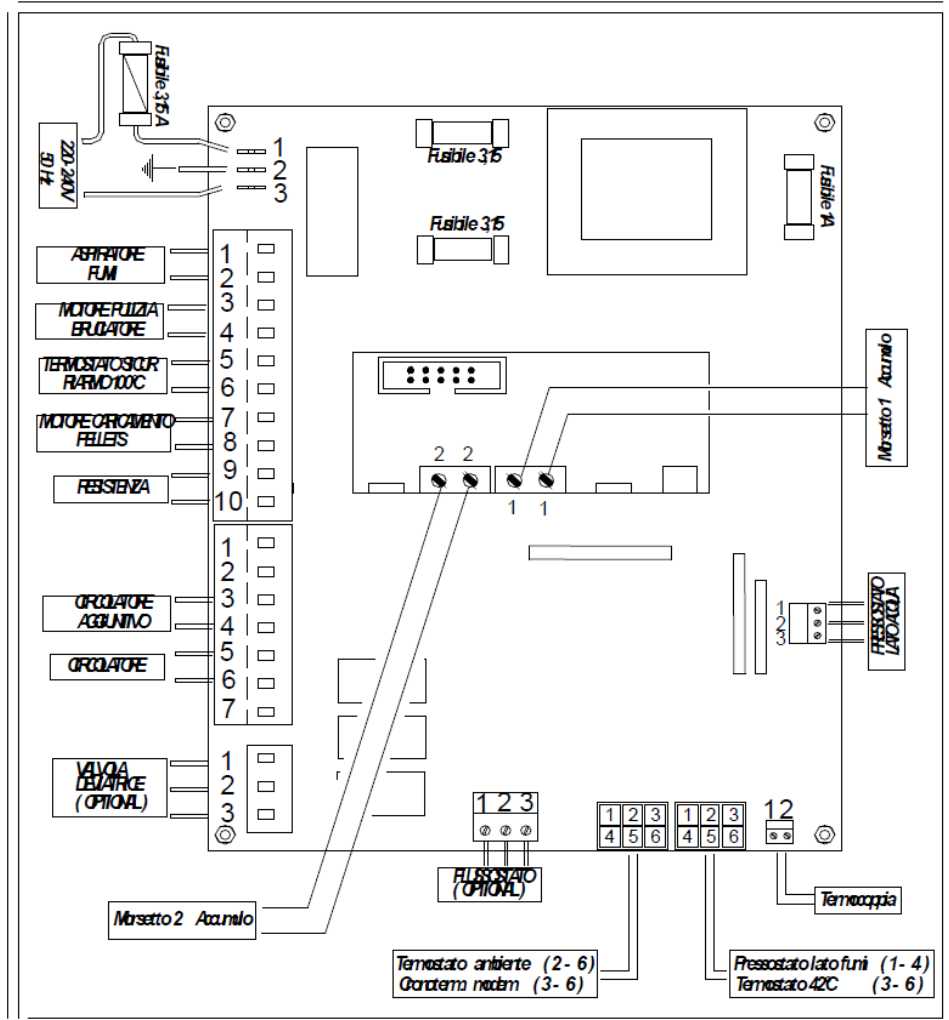 Fusibile 3,15 A
220-240V
50 Hz
1
2
3
Fusibile 3,15
Fusibile 3,15
Fusibile 1A
ASPIRATORE
FUMI
1
2
MOTORE PULIZIA
BRUCIATORE
3
4
TERMOSTATO SICUR
RIARMO 100°C
5
6
MOTORE CARICAMENTO
PELLETS
7
8
RESISTENZA
9
10
2 2
1 1
Morsetto 1 Accumulo
1
2
CIRCOLATORE
AGGIUNTIVO
3
4
CIRCOLATORE
5
6
7
1
2
3
PRESSOSTATO
LATO ACQUA
VALVOLA
DEVIATRICE
( OPTIONAL)
1
2
3
1 2 3
FLUSSOSTATO
( OPTIONAL)
1 2 3
4 5 6
1 2 3
4 5 6
1 2
Termocoppia
Morsetto 2 Accumulo
Termostato ambiente (2 - 6)
Cronoterm. modem (3 - 6)
Pressostato lato fumi (1 - 4)
Termostato 42°C (3 - 6)